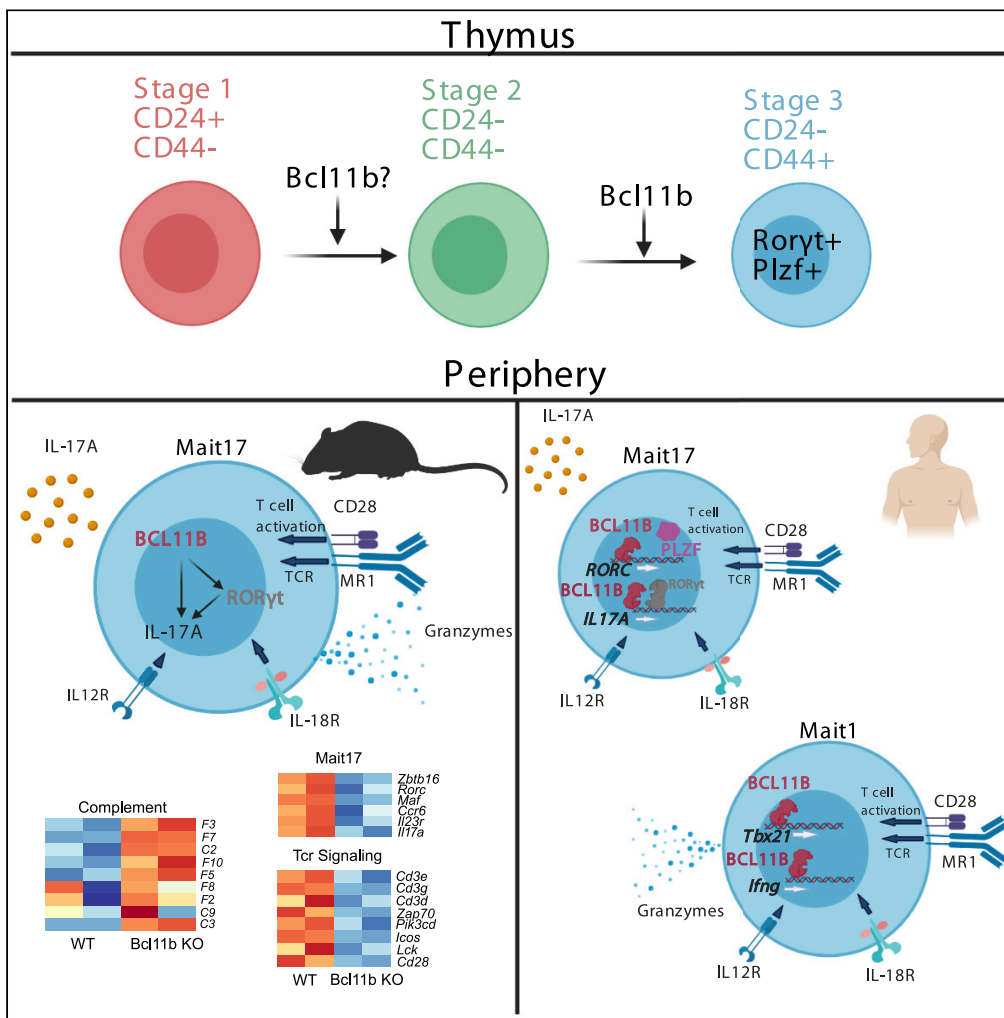 Thymus
Stage 1
CD24+
CD44-
Stage 2
CD24-
CD44-
Stage 3
CD24-
CD44+
Bcl11b?
Bcl11b
Rorγt+
Plzf+
Periphery
IL-17A
Mait17
BCL11B
RORγt
IL-17A
T cell
activation
CD28
TCR
MR1
Granzymes
IL12R
IL-18R
Complement
F3
F7
C2
F10
F5
F8
F2
C9
C3
WT
Bcl11b KO
Mait17
Zbtb16
Rorc
Maf
Ccr6
Il23r
Il17a
Tcr Signaling
Cd3e
Cd3g
Cd3d
Zap70
Pik3cd
Icos
Lck
Cd28
WT
Bcl11b KO
IL-17A
Mait17
BCL11B
PLZF
RORC
BCL11B
RORγt
IL17A
T cell
activation
CD28
TCR
MR1
IL12R
IL-18R
Mait1
BCL11B
Tbx21
BCL11B
Ifng
T cell
activation
CD28
TCR
MR1
Granzymes
IL12R
IL-18R